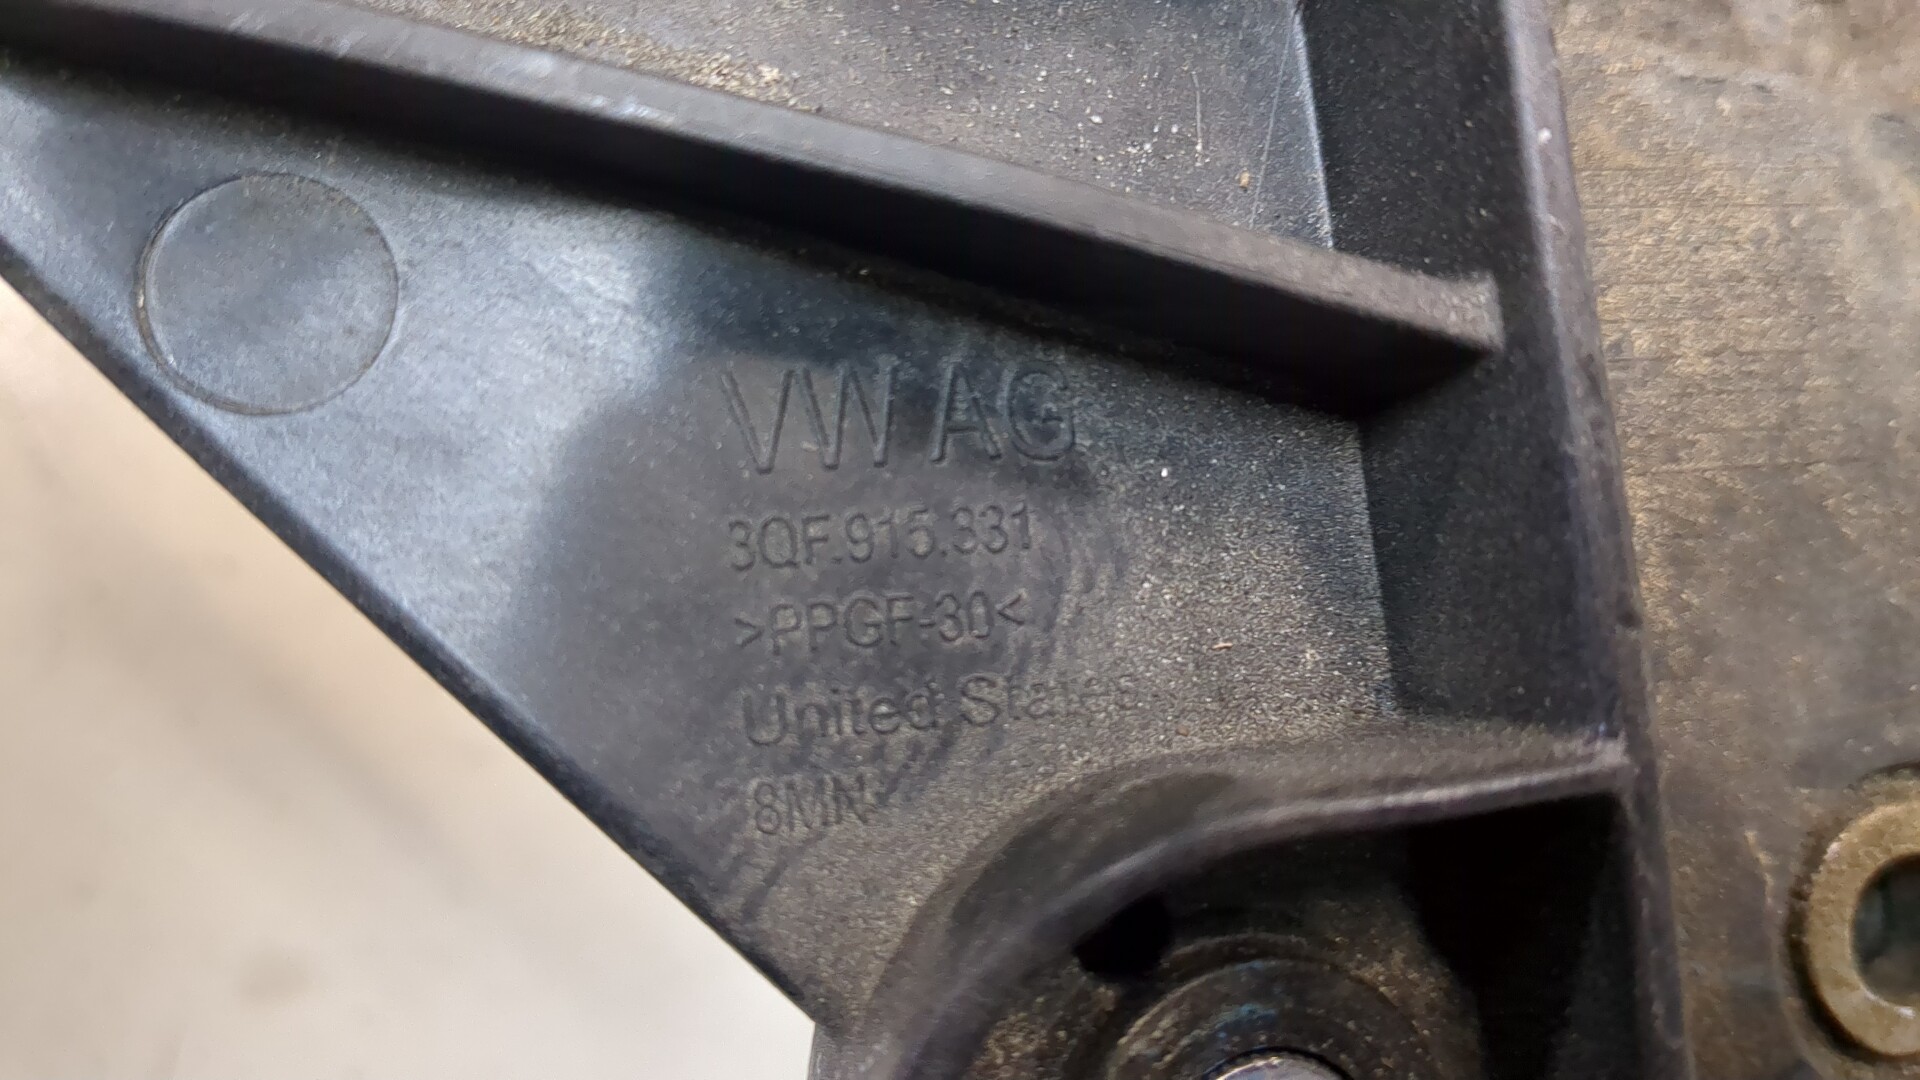 VW AG
3QF.915.331
>PPGF-30<
United States
8MN